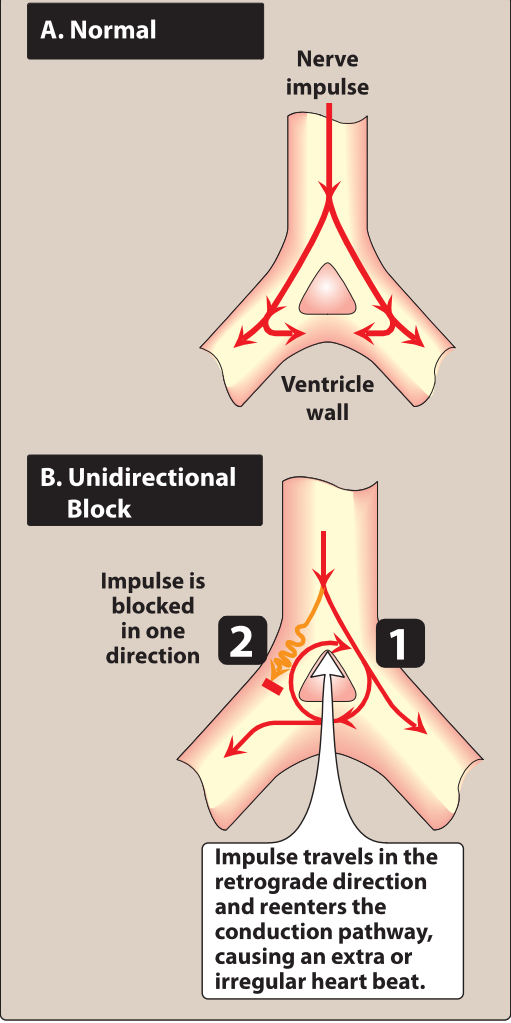 A. Normal
Nerve
impulse
Ventricle
wall
B. Unidirectional
Block
Impulse is
blocked
in one
direction
2
1
Impulse travels in the
retrograde direction
and reenters the
conduction pathway,
causing an extra or
irregular heart beat.